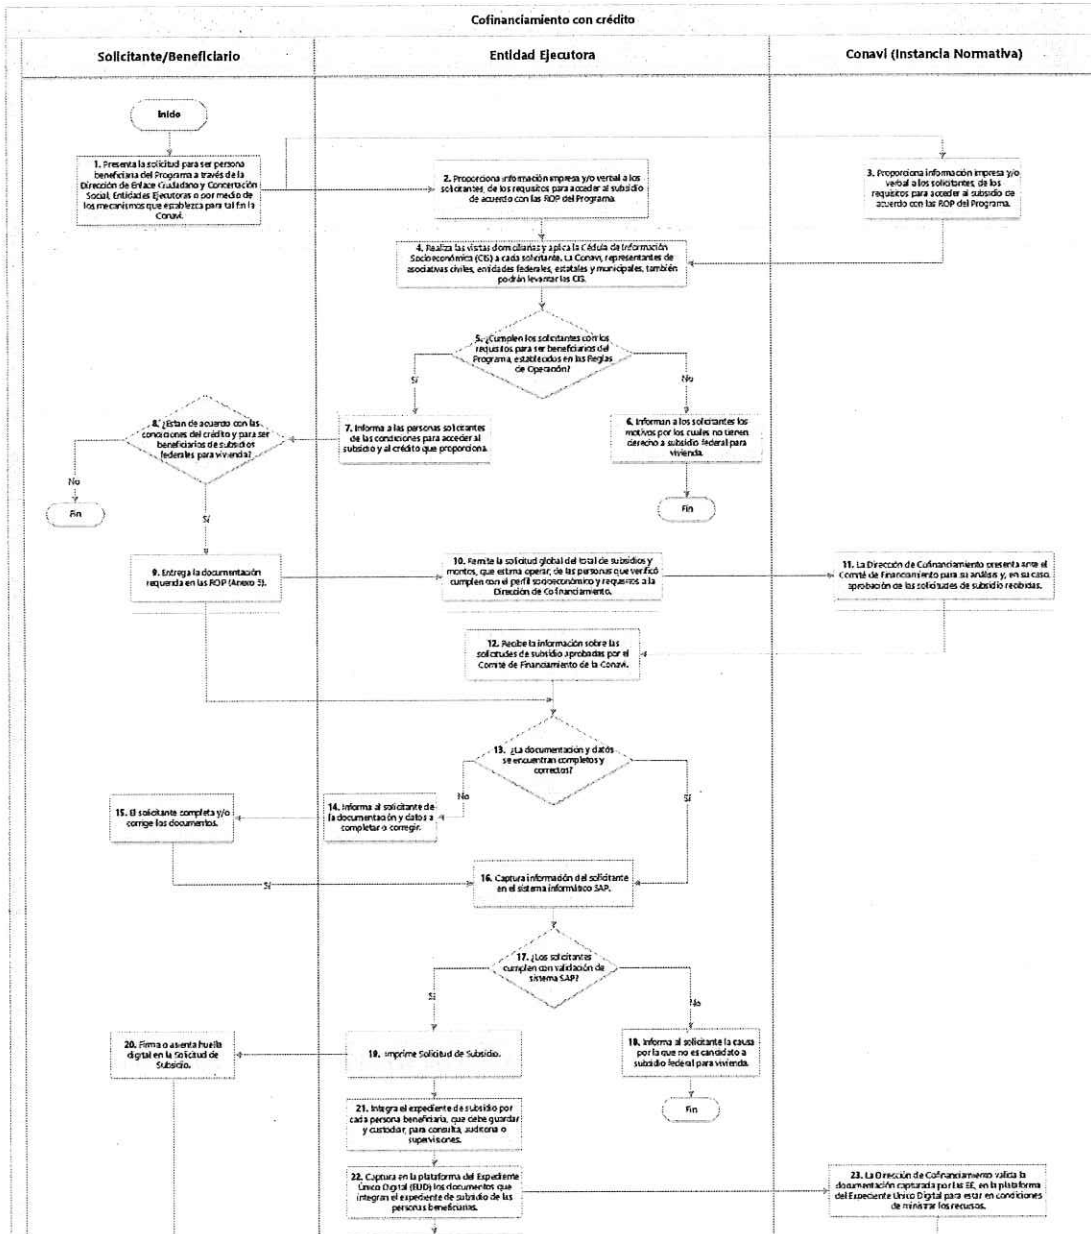 Cofinanciamiento con crédito
Solicitante/Beneficiario
Entidad Ejecutora
Conavi (Instancia Normativa)
Inicio
1. Presenta la solicitud para ser persona
beneficiaria del Programa a través de la
Dirección de Enlace Ciudadano y Concertación
Social, Entidades Ejecutoras o por medio de
los mecanismos que establezca para tal fin la
Conavi.
2. Proporciona información impresa y/o verbal a los
solicitantes, de los requisitos para acceder al subsidio
de acuerdo con las ROP del Programa.
3. Proporciona información impresa y/o
verbal a los solicitantes, de los
requisitos para acceder al subsidio de
acuerdo con las ROP del Programa.
4. Realiza las visitas domiciliarias y aplica la Cédula de Información
Socioeconómica (CIS) a cada solicitante. La Conavi, representantes de
asociativas civiles, entidades federales, estatales y municipales, también
podrán levantar las CIS.
5. ¿Cumplen los solicitantes con los
requisitos para ser beneficiarios del
Programa, establecidos en las Reglas
de Operación?
Sí
No
6. Informan a los solicitantes los
motivos por los cuales no tienen
derecho a subsidio federal para
vivienda.
Fin
7. Informa a las personas solicitantes
de las condiciones para acceder al
subsidio y al crédito que proporciona.
8. ¿Estan de acuerdo con las
condiciones del crédito y para ser
beneficiarios de subsidios
federales para vivienda?
No
Fin
Sí
9. Entrega la documentación
requerida en las ROP (Anexo 3).
10. Remite la solicitud global del total de subsidios y
montos, que estima operar, de las personas que verificó
cumplen con el perfil socioeconómico y requisitos a la
Dirección de Cofinanciamiento.
11. La Dirección de Cofinanciamiento presenta ante el
Comité de Financiamiento para su análisis y, en su caso,
aprobación de las solicitudes de subsidio recibidas.
12. Recibe la información sobre las
solicitudes de subsidio aprobadas por el
Comité de Financiamiento de la Conavi.
13. ¿La documentación y datos
se encuentran completos y
correctos?
No
Sí
14. Informa al solicitante de
la documentación y datos a
completar o corregir.
15. El solicitante completa y/o
corrige los documentos.
Sí
16. Captura información del solicitante
en el sistema informático SAP.
17. ¿Los solicitantes
cumplen con validación de
sistema SAP?
Sí
No
18. Informa al solicitante la causa
por la que no es candidato a
subsidio federal para vivienda.
Fin
19. Imprime Solicitud de Subsidio.
20. Firma o asienta huella
digital en la Solicitud de
Subsidio.
21. Integra el expediente de subsidio por
cada persona beneficiaria, que debe guardar
y custodiar, para consulta, auditoria o
supervisiones.
22. Captura en la plataforma del Expediente
Único Digital (EUD) los documentos que
integran el expediente de subsidio de las
personas beneficiarias.
23. La Dirección de Cofinanciamiento valida la
documentación capturada por las EE, en la plataforma
del Expediente Único Digital para estar en condiciones
de ministrar los recursos.